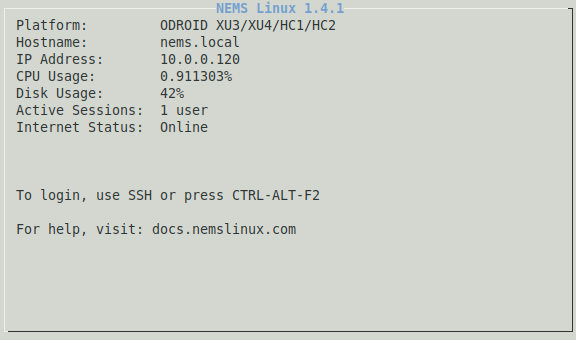 NEMS Linux 1.4.1
Platform: ODROID XU3/XU4/HC1/HC2
Hostname: nems.local
IP Address: 10.0.0.120
CPU Usage: 0.911303%
Disk Usage: 42%
Active Sessions: 1 user
Internet Status: Online
To login, use SSH or press CTRL-ALT-F2
For help, visit: docs.nemslinux.com